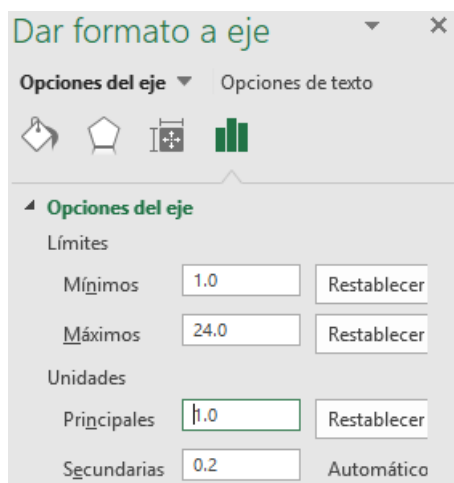 Dar formato a eje
Opciones del eje Opciones de texto
Opciones del eje
Límites
Mínimos 1.0 Restablecer
Máximos 24.0 Restablecer
Unidades
Principales 1.0 Restablecer
Secundarias 0.2 Automático